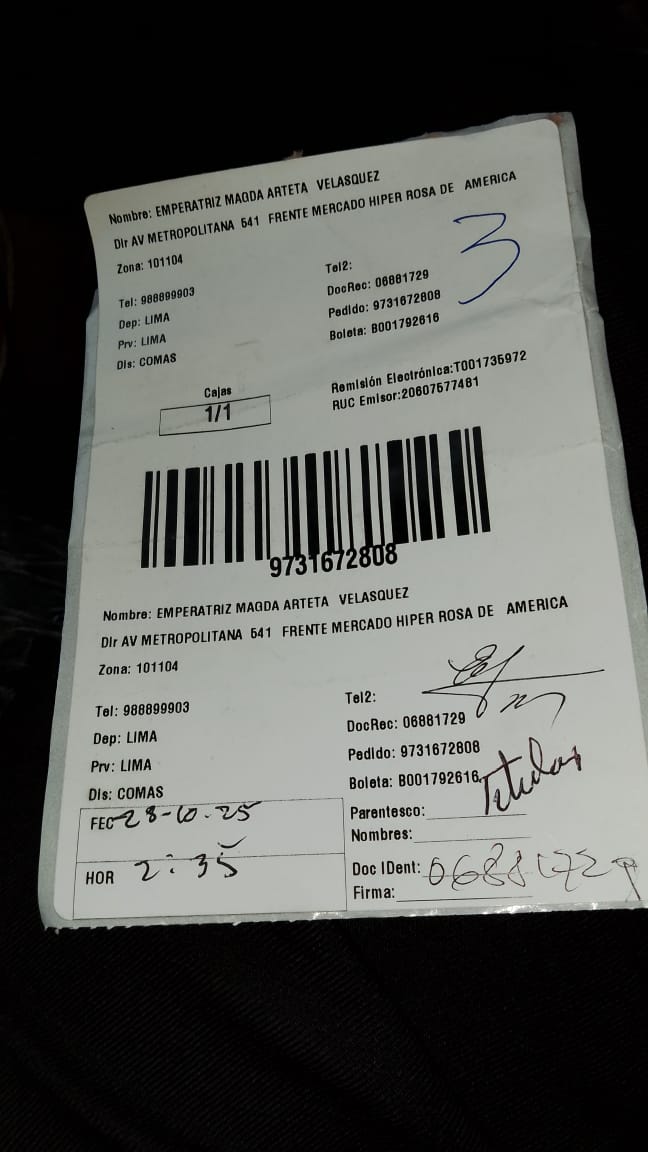 Nombre: EMPERATRIZ MAGDA ARTETA VELASQUEZ
Dir AV METROPOLITANA 541 FRENTE MERCADO HIPER ROSA DE AMERICA
Zona: 101104
3
Tel: 988899903
Tel2:
Dep: LIMA
DocRec: 06881729
Prv: LIMA
Pedido: 9731672808
Dis: COMAS
Boleta: B001792616
Cajas
1/1
Remisión Electrónica:T001735972
RUC Emisor:20607577481
9731672808
Nombre: EMPERATRIZ MAGDA ARTETA VELASQUEZ
Dir AV METROPOLITANA 541 FRENTE MERCADO HIPER ROSA DE AMERICA
Zona: 101104
Tel: 988899903
Tel2:
Dep: LIMA
DocRec: 06881729
Prv: LIMA
Pedido: 9731672808
Dis: COMAS
Boleta: B001792616
Titular
FEC 28-10-25
Parentesco:
Nombres:
HOR 2:35
Doc IDent: 06881729
Firma: